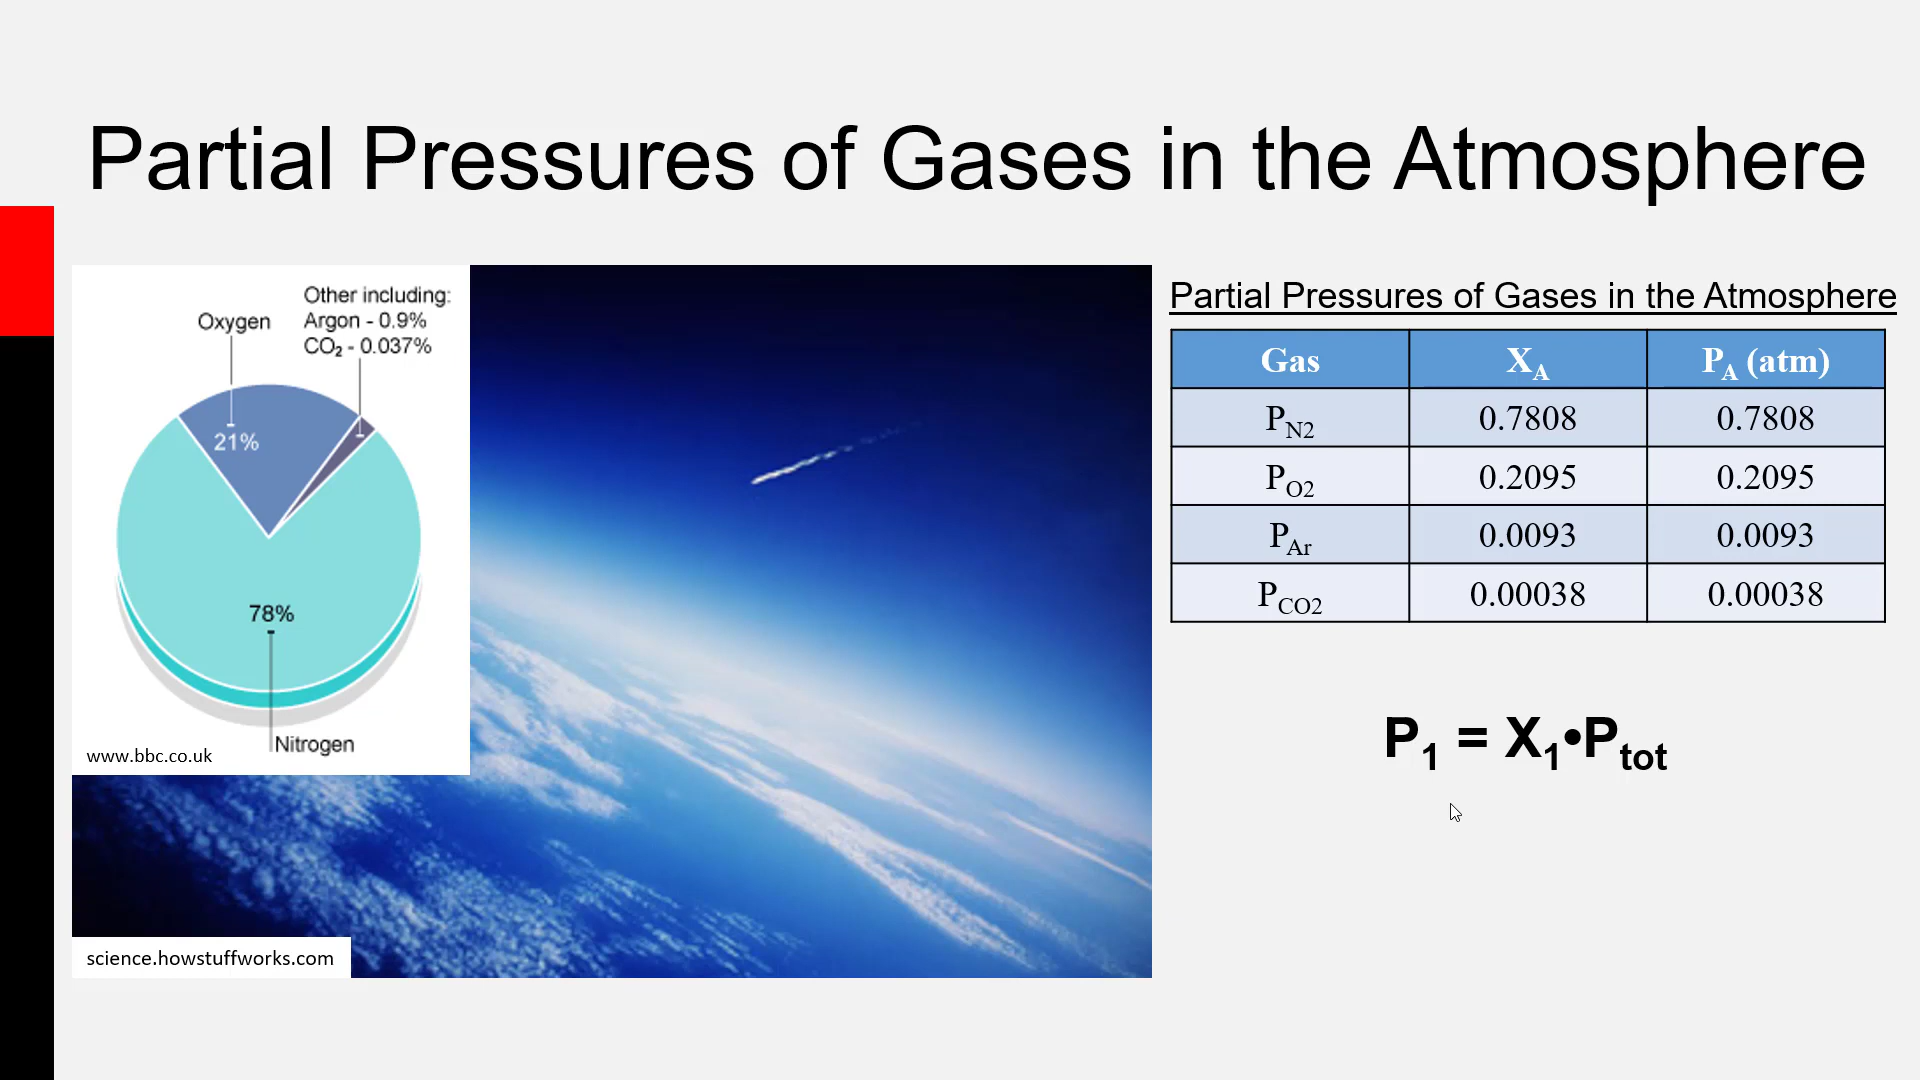 Partial Pressures of Gases in the Atmosphere
Oxygen
Other including:
Argon - 0.9%
CO₂ - 0.037%
21%
78%
Nitrogen
www.bbc.co.uk
science.howstuffworks.com
Partial Pressures of Gases in the Atmosphere
Gas X_A P_A (atm)
P_N2 0.7808 0.7808
P_O2 0.2095 0.2095
P_Ar 0.0093 0.0093
P_CO2 0.00038 0.00038
P₁ = X₁•P_tot